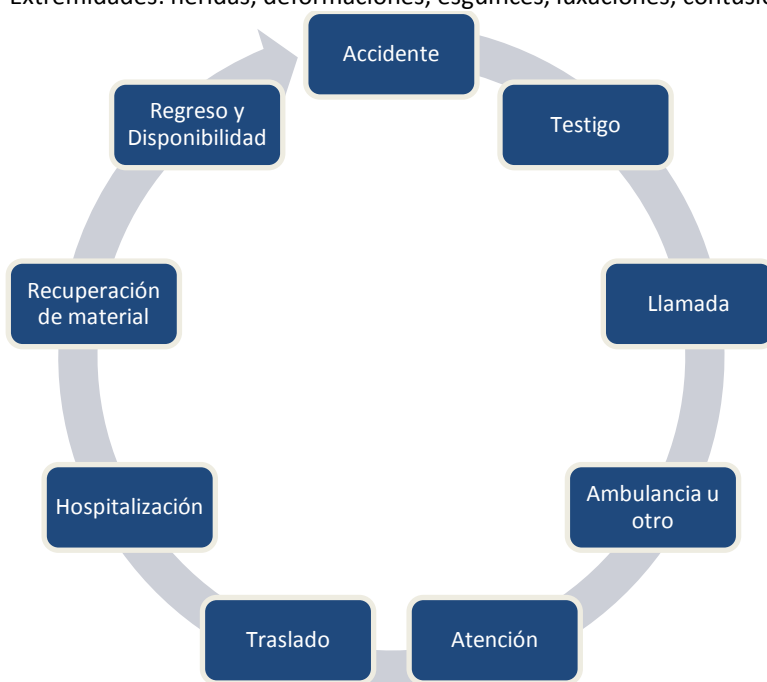 Extremidades: heridas, deformaciones, esguinces, luxaciones,
Accidente
Testigo
Llamada
Ambulancia u
otro
Atención
Traslado
Hospitalización
Recuperación
de material
Regreso y
Disponibilidad